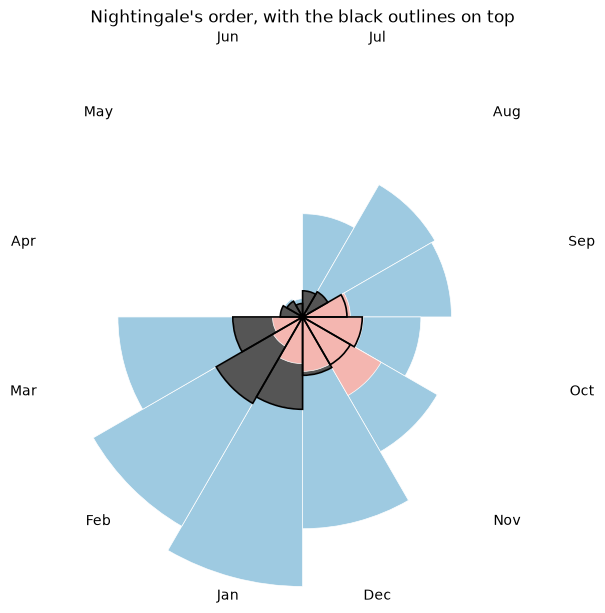 Nightingale's order, with the black outlines on top
Jun
Jul
May
Aug
Apr
Sep
Mar
Oct
Feb
Nov
Jan
Dec